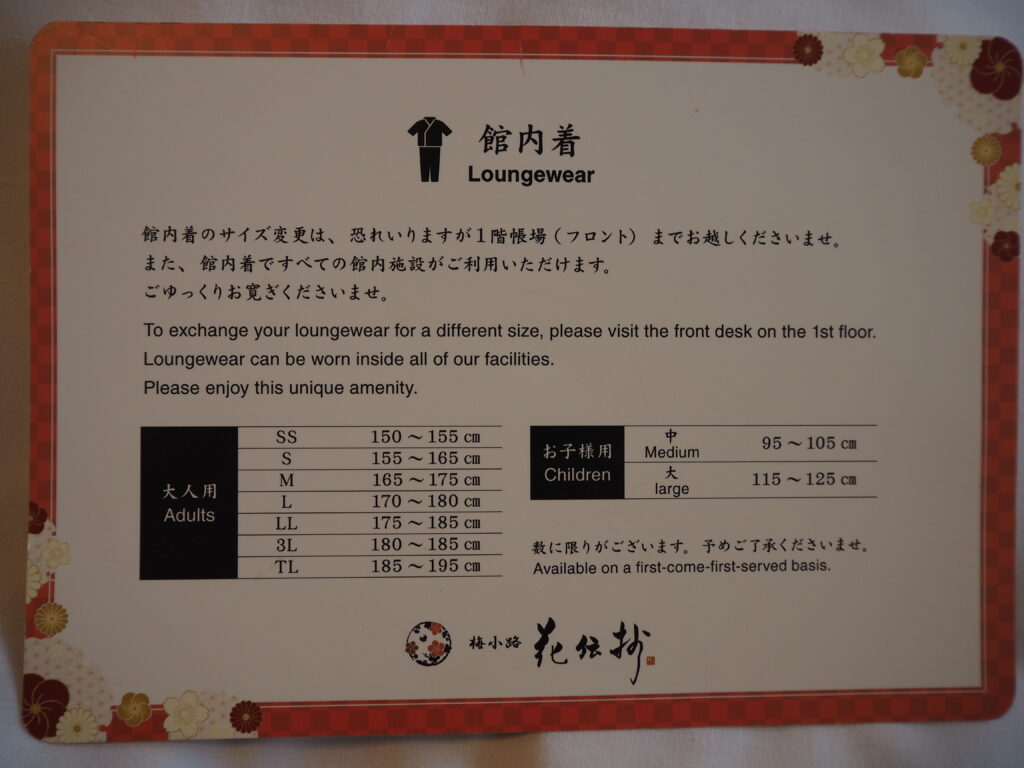 館内着
Loungewear
館内着のサイズ変更は、恐れいりますが1階帳場(フロント) までお越しくださいませ。
また、館内着ですべての館内施設がご利用いただけます。
ごゆっくりお寛ぎくださいませ。
To exchange your loungewear for a different size, please visit the front desk on the 1st floor.
Loungewear can be worn inside all of our facilities.
Please enjoy this unique amenity.
大人用
Adults
SS 150～155㎝
S 155～165㎝
M 165～175㎝
L 170～180㎝
LL 175～185㎝
3L 180～185㎝
TL 185～195㎝
お子様用
Children
中
Medium
95～105㎝
大
large
115～125㎝
数に限りがございます。予めご了承くださいませ。
Available on a first-come-first-served basis.
梅小路 花伝抄